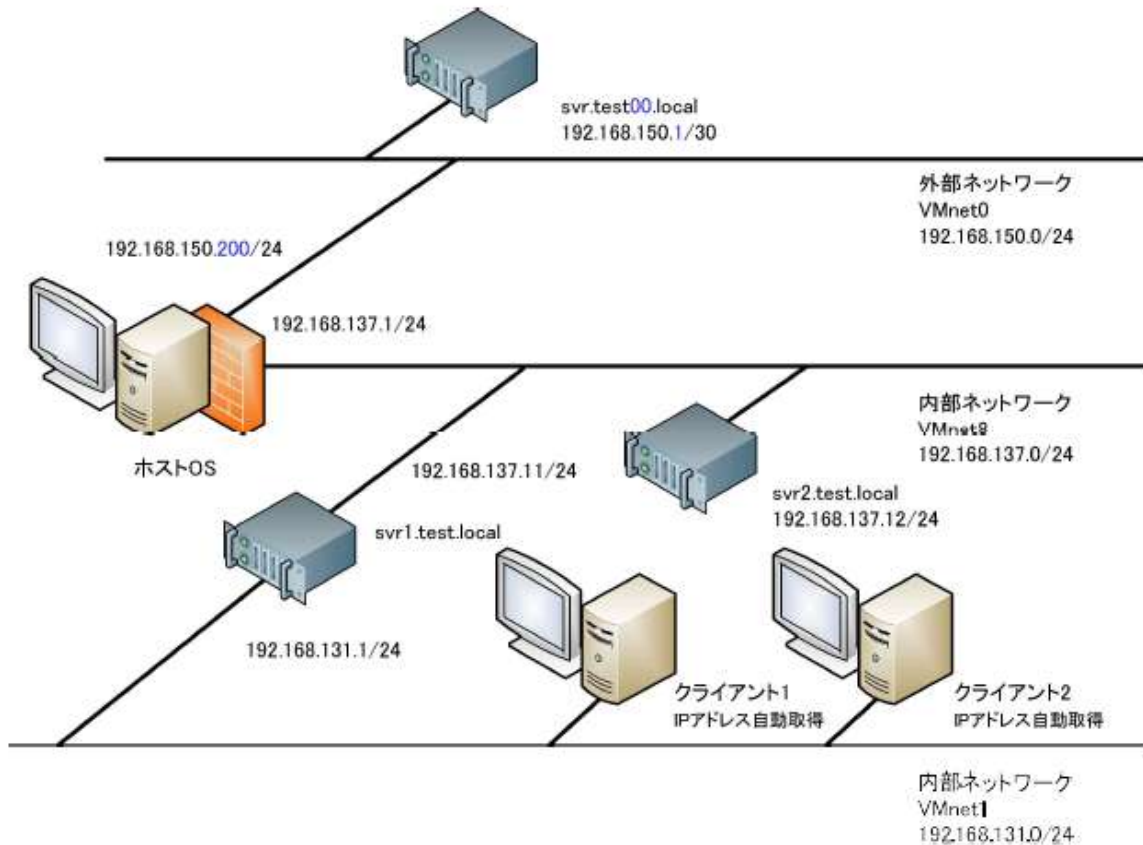 svr.test00.local
192.168.150.1/30
外部ネットワーク
VMnet0
192.168.150.0/24
192.168.150.200/24
192.168.137.1/24
内部ネットワーク
VMnet8
192.168.137.0/24
ホストOS
192.168.137.11/24
svr2.test.local
192.168.137.12/24
svr1.test.local
192.168.131.1/24
クライアント1
IPアドレス自動取得
クライアント2
IPアドレス自動取得
内部ネットワーク
VMnet1
192.168.131.0/24